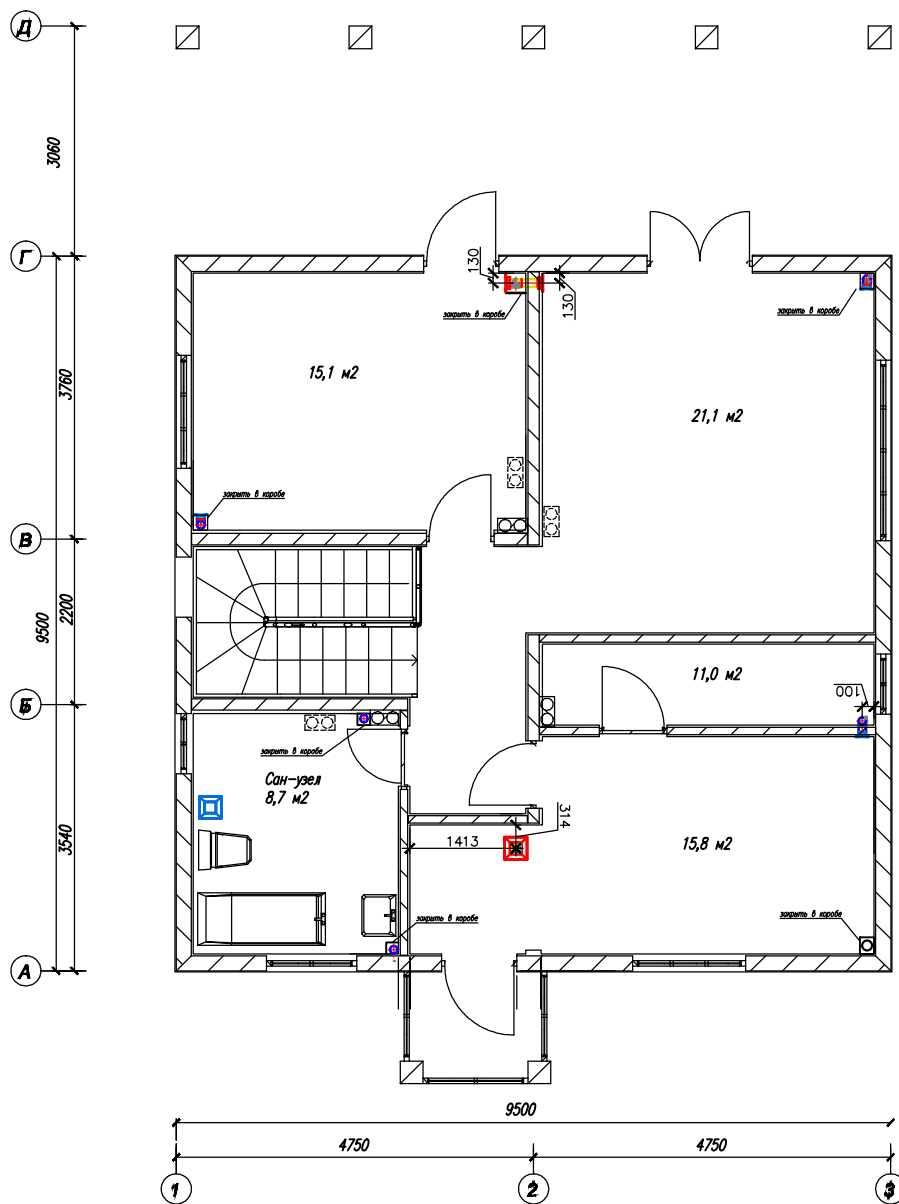 Д
3060
Г
130
130
закрыть в коробе
закрыть в коробе
15,1 м2
3760
21,1 м2
закрыть в коробе
В
2200
9500
11,0 м2
100
Б
закрыть в коробе
Сан-узел
8,7 м2
314
1413
15,8 м2
3540
закрыть в коробе
закрыть в коробе
А
9500
4750
4750
1
2
3